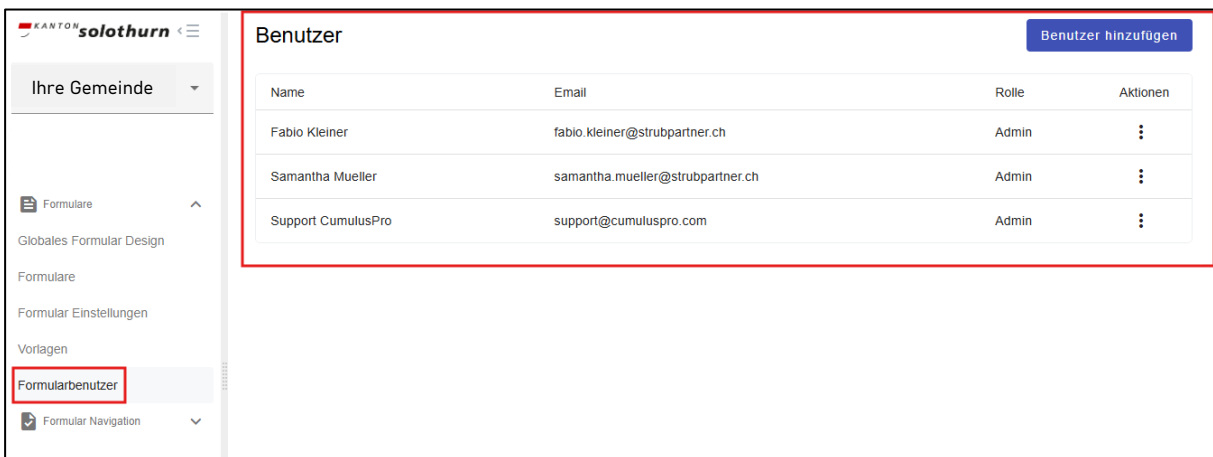 KANTON solothurn
Ihre Gemeinde
Formulare
Globales Formular Design
Formulare
Formular Einstellungen
Vorlagen
Formularbenutzer
Formular Navigation
Benutzer
Benutzer hinzufügen
Name Email Rolle Aktionen
Fabio Kleiner fabio.kleiner@strubpartner.ch Admin
Samantha Mueller samantha.mueller@strubpartner.ch Admin
Support CumulusPro support@cumuluspro.com Admin